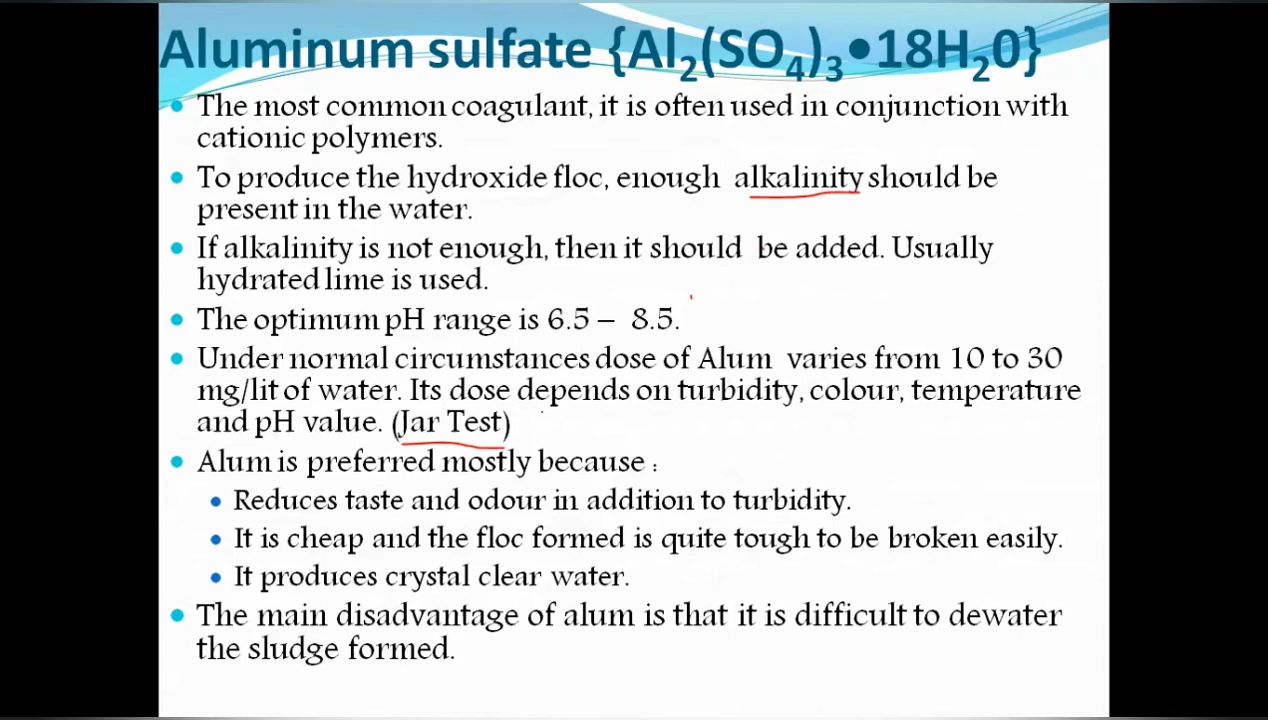 Aluminum sulfate {Al₂(SO₄)₃•18H₂0}
• The most common coagulant, it is often used in conjunction with
cationic polymers.
• To produce the hydroxide floc, enough alkalinity should be
present in the water.
• If alkalinity is not enough, then it should be added. Usually
hydrated lime is used.
• The optimum pH range is 6.5 – 8.5.
• Under normal circumstances dose of Alum varies from 10 to 30
mg/lit of water. Its dose depends on turbidity, colour, temperature
and pH value. (Jar Test)
• Alum is preferred mostly because :
• Reduces taste and odour in addition to turbidity.
• It is cheap and the floc formed is quite tough to be broken easily.
• It produces crystal clear water.
• The main disadvantage of alum is that it is difficult to dewater
the sludge formed.